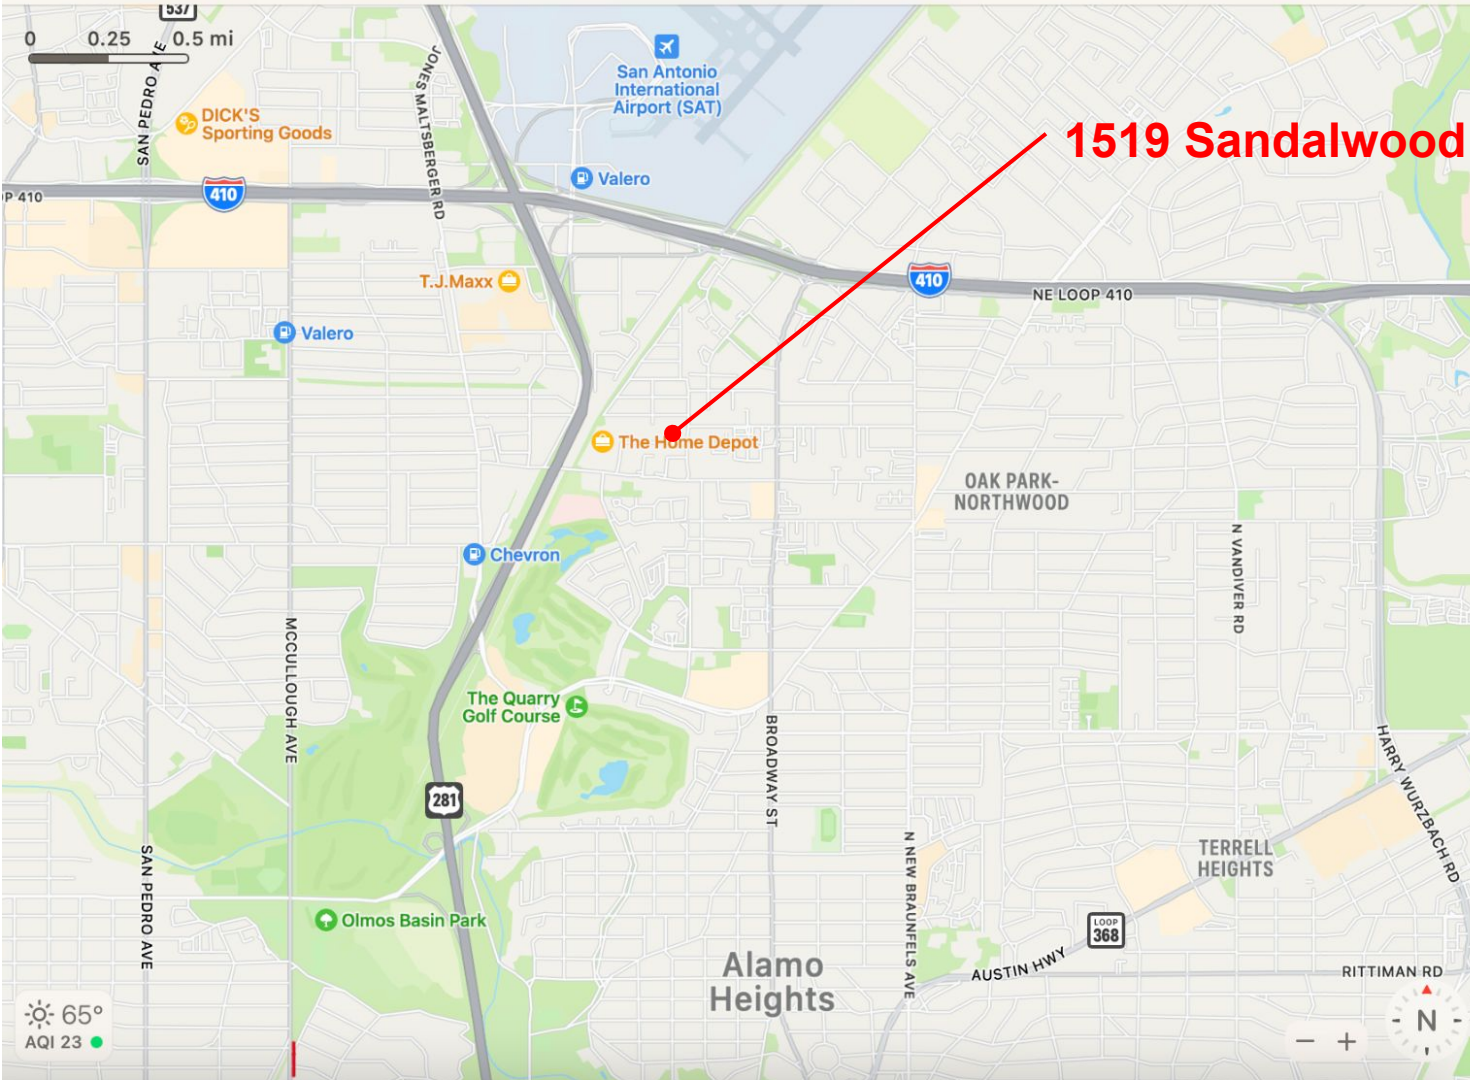 537
0 0.25 0.5 mi
SAN PEDRO AVE
JONES MALTSBERGER RD
San Antonio
International
Airport (SAT)
DICK'S
Sporting Goods
1519 Sandalwood
Valero
OP 410
410
T.J.Maxx
410
NE LOOP 410
Valero
The Home Depot
OAK PARK-
NORTHWOOD
Chevron
N VANDIVER RD
MCCULLOUGH AVE
The Quarry
Golf Course
BROADWAY ST
HARRY WURZBACH RD
281
SAN PEDRO AVE
N NEW BRAUNFELS AVE
TERRELL
HEIGHTS
Olmos Basin Park
LOOP
368
Alamo
Heights
AUSTIN HWY
RITTIMAN RD
65°
AQI 23
N